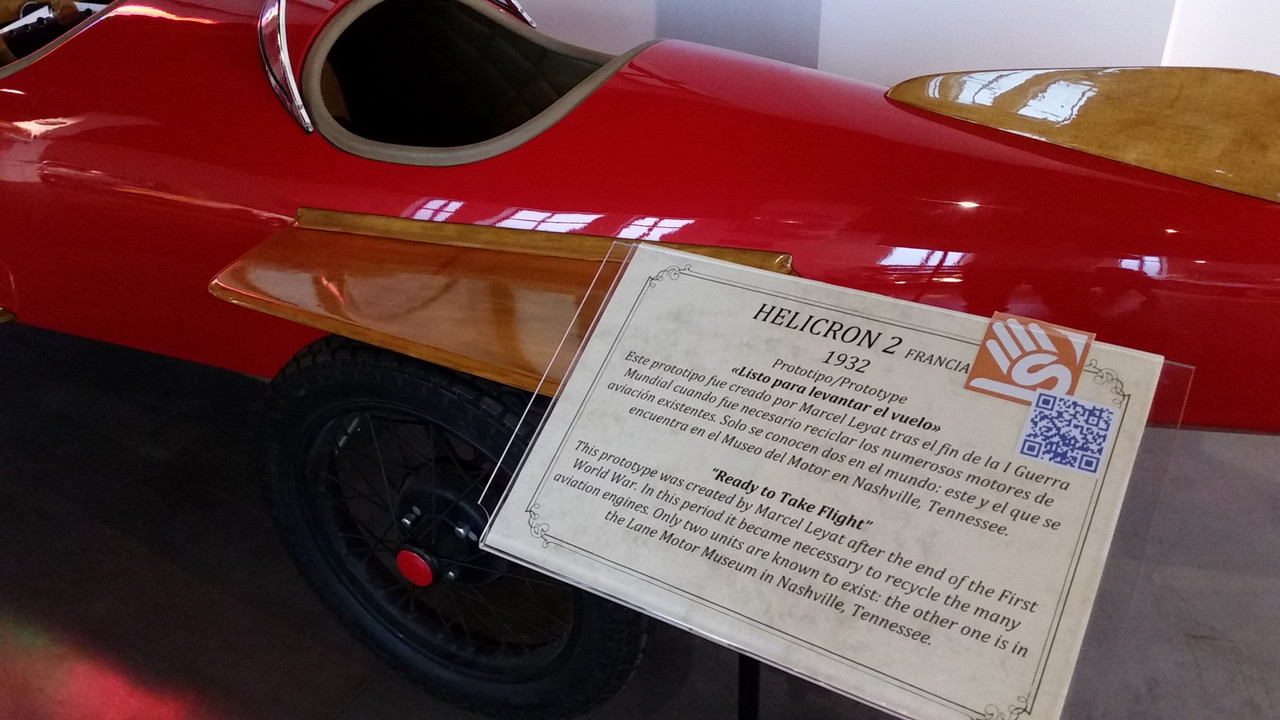 HELICRON 2 FRANCIA
1932
Prototipo/Prototype
«Listo para levantar el vuelo»
Este prototipo fue creado por Marcel Leyat tras el fin de la I Guerra
Mundial cuando fue necesario reciclar los numerosos motores de
aviación existentes. Solo se conocen dos en el mundo: este y el que se
encuentra en el Museo del Motor en Nashville, Tennessee.
"Ready to Take Flight"
This prototype was created by Marcel Leyat after the end of the First
World War. In this period it became necessary to recycle the many
aviation engines. Only two units are known to exist: the other one is in
the Lane Motor Museum in Nashville, Tennessee.